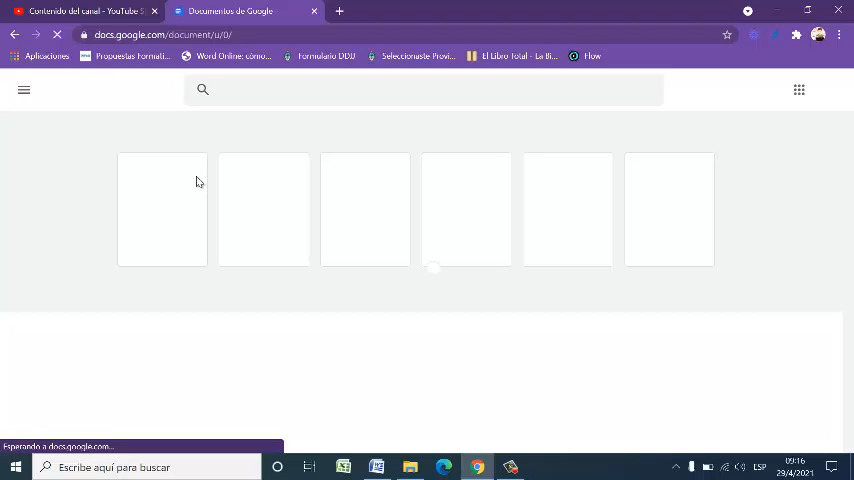 Contenido del canal - YouTube S
Documentos de Google
docs.google.com/document/u/0/
Aplicaciones
Propuestas Formati...
Word Online: cómo...
Formulario DDJJ
Seleccionaste Provi...
El Libro Total - La Bi...
Flow
Esperando a docs.google.com...
Escribe aquí para buscar
ESP
09:16
29/4/2021